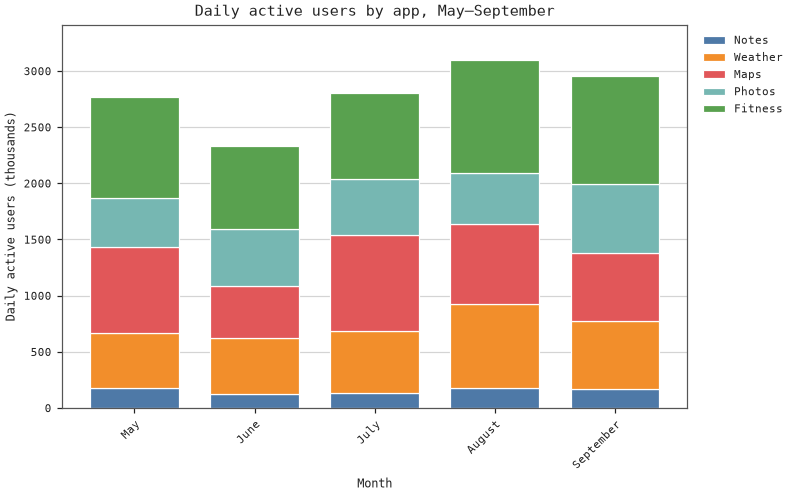 Daily active users by app, May–September
Notes
Weather
Maps
Photos
Fitness
Daily active users (thousands)
3000
2500
2000
1500
1000
500
0
May
June
July
August
September
Month